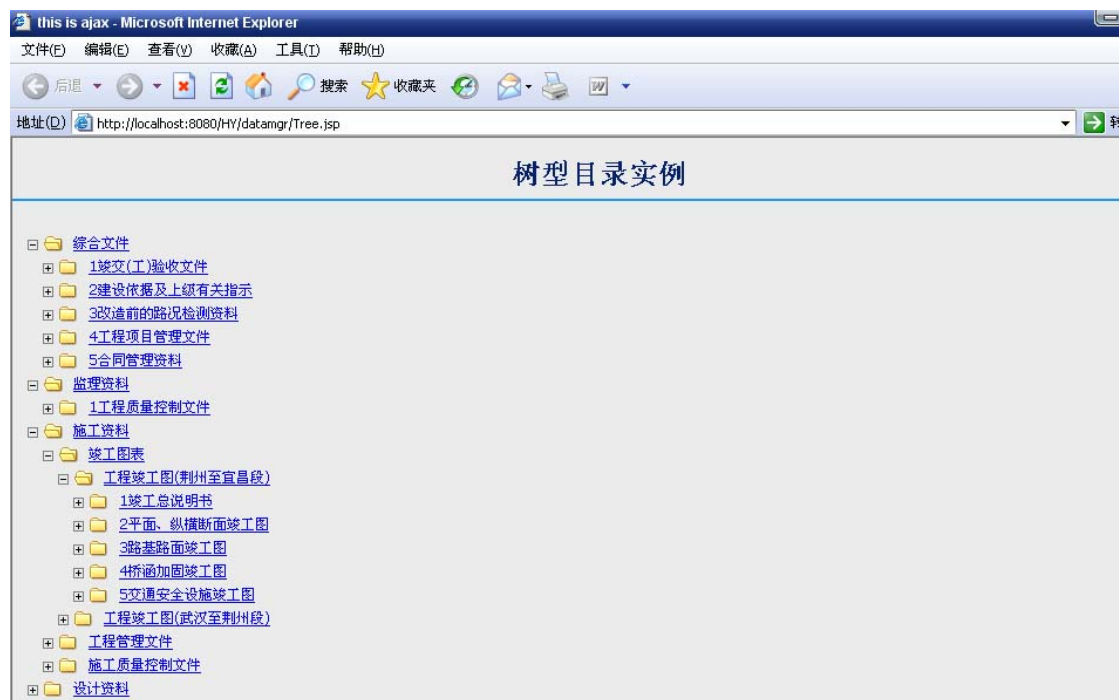 this is ajax - Microsoft Internet Explorer
文件(F) 编辑(E) 查看(V) 收藏(A) 工具(T) 帮助(H)
后退 搜索 收藏夹
地址(D) http://localhost:8080/HY/datamgr/Tree.jsp 转
树型目录实例
综合文件
1竣交(工)验收文件
2建设依据及上级有关指示
3改造前的路况检测资料
4工程项目管理文件
5合同管理资料
监理资料
1工程质量控制文件
施工资料
竣工图表
工程竣工图(荆州至宜昌段)
1竣工总说明书
2平面、纵横断面竣工图
3路基路面竣工图
4桥涵加固竣工图
5交通安全设施竣工图
工程竣工图(武汉至荆州段)
工程管理文件
施工质量控制文件
设计资料